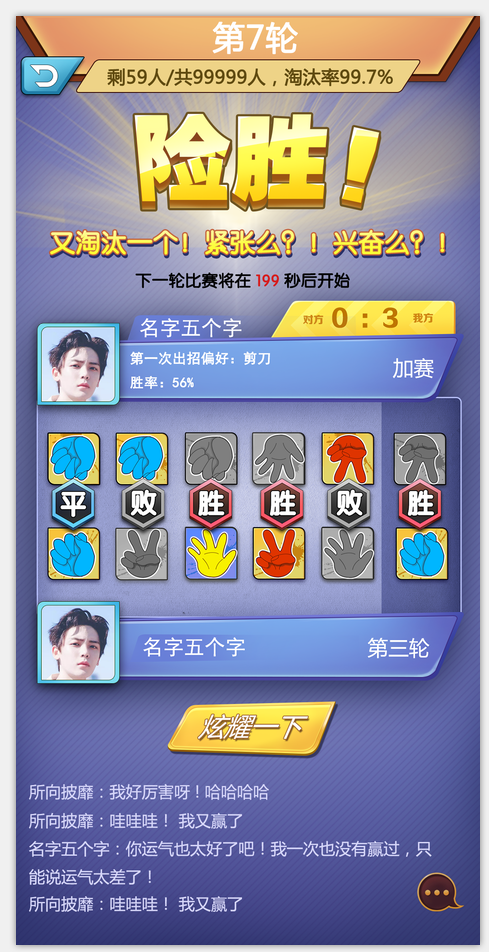 第7轮
剩59人/共99999人，淘汰率99.7%
险胜！
又淘汰一个！紧张么？！兴奋么？！
下一轮比赛将在 199 秒后开始
对方 0 : 3 我方
名字五个字
第一次出招偏好：剪刀
胜率：56%
加赛
平 败 胜 胜 败 胜
名字五个字 第三轮
炫耀一下
所向披靡：我好厉害呀！哈哈哈哈
所向披靡：哇哇哇！ 我又赢了
名字五个字：你运气也太好了吧！我一次也没有赢过，只
能说运气太差了！
所向披靡：哇哇哇！ 我又赢了